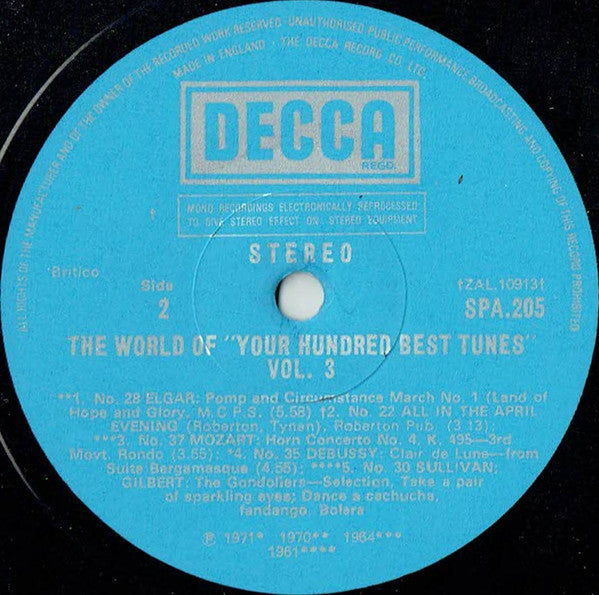 ALL RIGHTS OF THE MANUFACTURER AND OF THE OWNER OF THE RECORDED WORK RESERVED. UNAUTHORISED PUBLIC PERFORMANCE BROADCASTING AND COPYING OF THIS RECORD PROHIBITED
MADE IN ENGLAND · THE DECCA RECORD CO. LTD.
DECCA
REGD.
MONO RECORDINGS ELECTRONICALLY REPROCESSED
TO GIVE STEREO EFFECT ON STEREO EQUIPMENT
†
STEREO
*Britico
Side
2
†ZAL.109131
SPA.205
THE WORLD OF "YOUR HUNDRED BEST TUNES"
VOL. 3
**1. No. 28 ELGAR: Pomp and Circumstance March No. 1 (Land of
Hope and Glory, M.C.P.S. (5.58) †2. No. 22 ALL IN THE APRIL
EVENING (Roberton, Tynan), Roberton Pub. (3.13);
***3. No. 37 MOZART: Horn Concerto No. 4, K. 495—3rd
Movt. Rondo (3.55); *4. No. 35 DEBUSSY: Clair de Lune—from
Suite Bergamasque (4.55); ****5. No. 30 SULLIVAN;
GILBERT: The Gondoliers—Selection, Take a pair
of sparkling eyes; Dance a cachucha,
fandango, Bolera
℗ 1971* 1970** 1964***
1961****